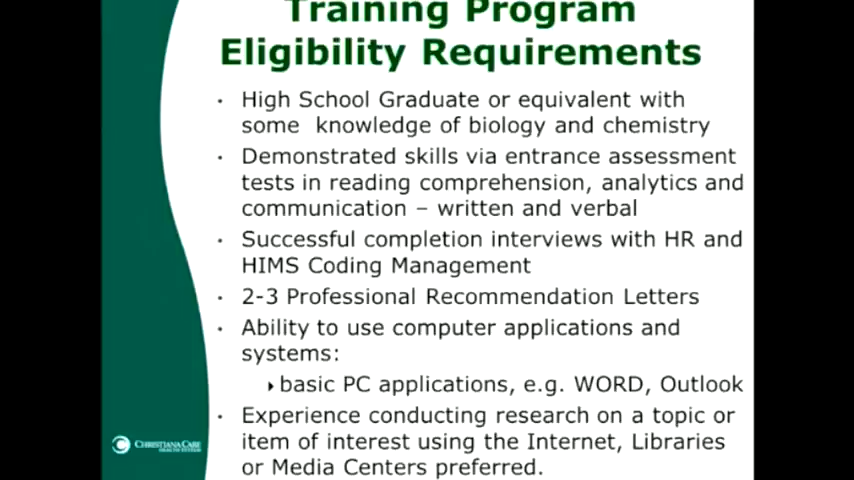 Training Program
Eligibility Requirements
• High School Graduate or equivalent with
some knowledge of biology and chemistry
• Demonstrated skills via entrance assessment
tests in reading comprehension, analytics and
communication – written and verbal
• Successful completion interviews with HR and
HIMS Coding Management
• 2-3 Professional Recommendation Letters
• Ability to use computer applications and
systems:
basic PC applications, e.g. WORD, Outlook
• Experience conducting research on a topic or
item of interest using the Internet, Libraries
or Media Centers preferred.
CHRISTIANA CARE
HEALTH SYSTEM